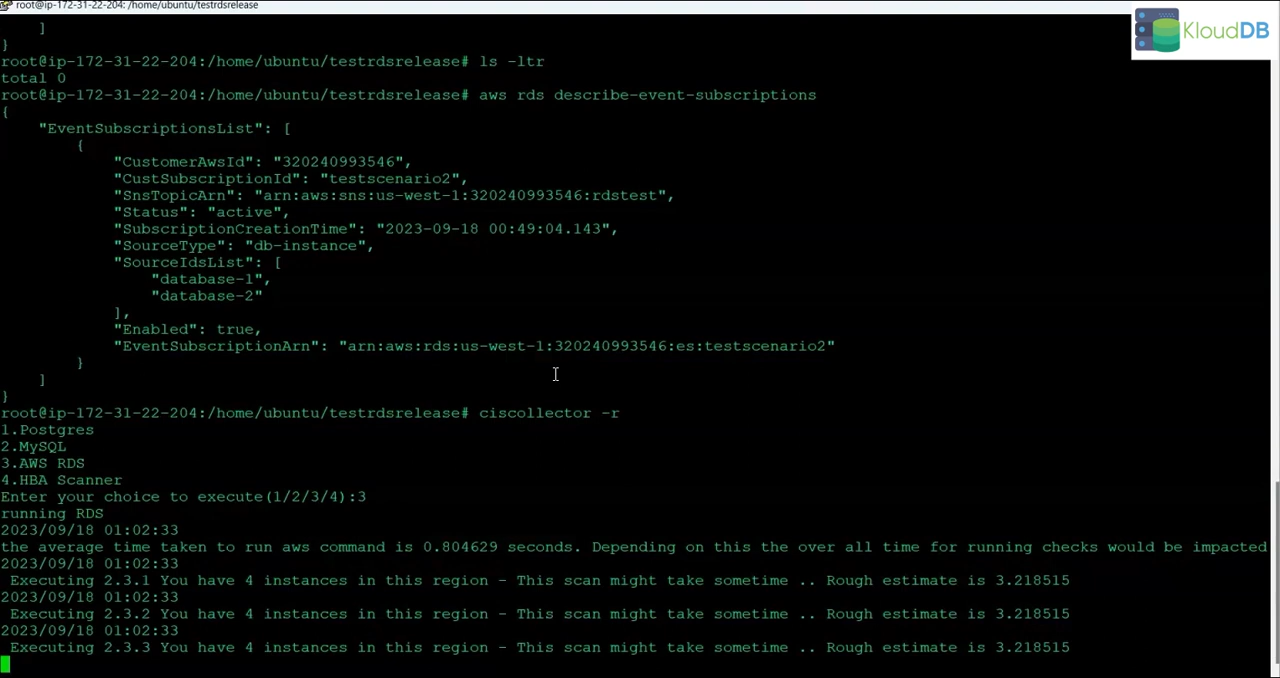 root@ip-172-31-22-204: /home/ubuntu/testrdsrelease
KloudDB
]
}
root@ip-172-31-22-204:/home/ubuntu/testrdsrelease# ls -ltr
total 0
root@ip-172-31-22-204:/home/ubuntu/testrdsrelease# aws rds describe-event-subscriptions
{
"EventSubscriptionsList": [
{
"CustomerAwsId": "320240993546",
"CustSubscriptionId": "testscenario2",
"SnsTopicArn": "arn:aws:sns:us-west-1:320240993546:rdstest",
"Status": "active",
"SubscriptionCreationTime": "2023-09-18 00:49:04.143",
"SourceType": "db-instance",
"SourceIdsList": [
"database-1",
"database-2"
],
"Enabled": true,
"EventSubscriptionArn": "arn:aws:rds:us-west-1:320240993546:es:testscenario2"
}
]
}
root@ip-172-31-22-204:/home/ubuntu/testrdsrelease# ciscollector -r
1.Postgres
2.MySQL
3.AWS RDS
4.HBA Scanner
Enter your choice to execute(1/2/3/4):3
running RDS
2023/09/18 01:02:33
the average time taken to run aws command is 0.804629 seconds. Depending on this the over all time for running checks would be impacted
2023/09/18 01:02:33
Executing 2.3.1 You have 4 instances in this region - This scan might take sometime .. Rough estimate is 3.218515
2023/09/18 01:02:33
Executing 2.3.2 You have 4 instances in this region - This scan might take sometime .. Rough estimate is 3.218515
2023/09/18 01:02:33
Executing 2.3.3 You have 4 instances in this region - This scan might take sometime .. Rough estimate is 3.218515